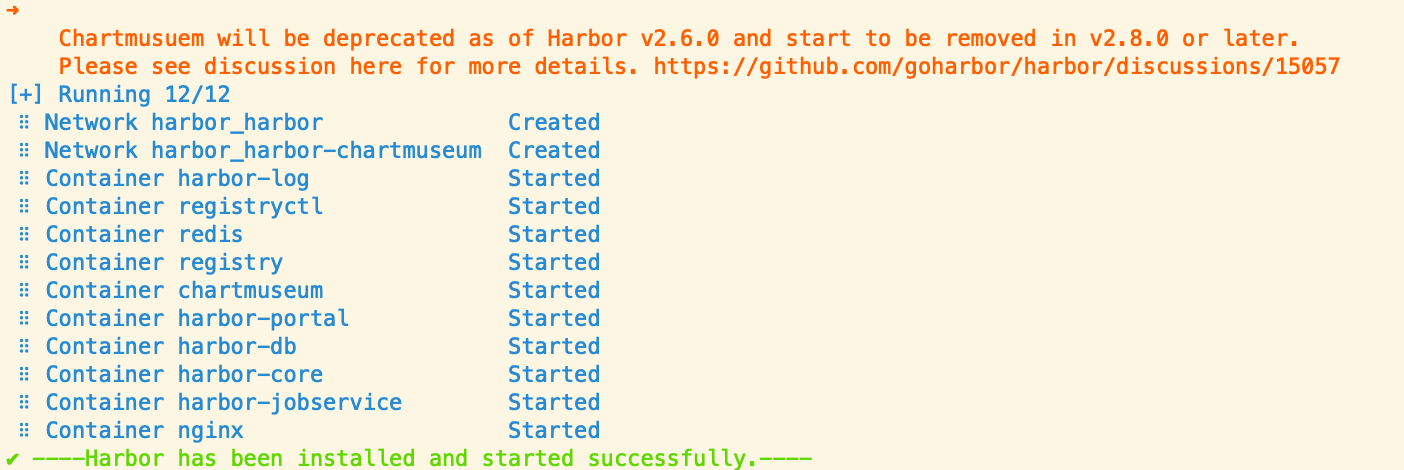 ➜
Chartmusuem will be deprecated as of Harbor v2.6.0 and start to be removed in v2.8.0 or later.
Please see discussion here for more details. https://github.com/goharbor/harbor/discussions/15057
[+] Running 12/12
⠿ Network harbor_harbor Created
⠿ Network harbor_harbor-chartmuseum Created
⠿ Container harbor-log Started
⠿ Container registryctl Started
⠿ Container redis Started
⠿ Container registry Started
⠿ Container chartmuseum Started
⠿ Container harbor-portal Started
⠿ Container harbor-db Started
⠿ Container harbor-core Started
⠿ Container harbor-jobservice Started
⠿ Container nginx Started
✔ ----Harbor has been installed and started successfully.----